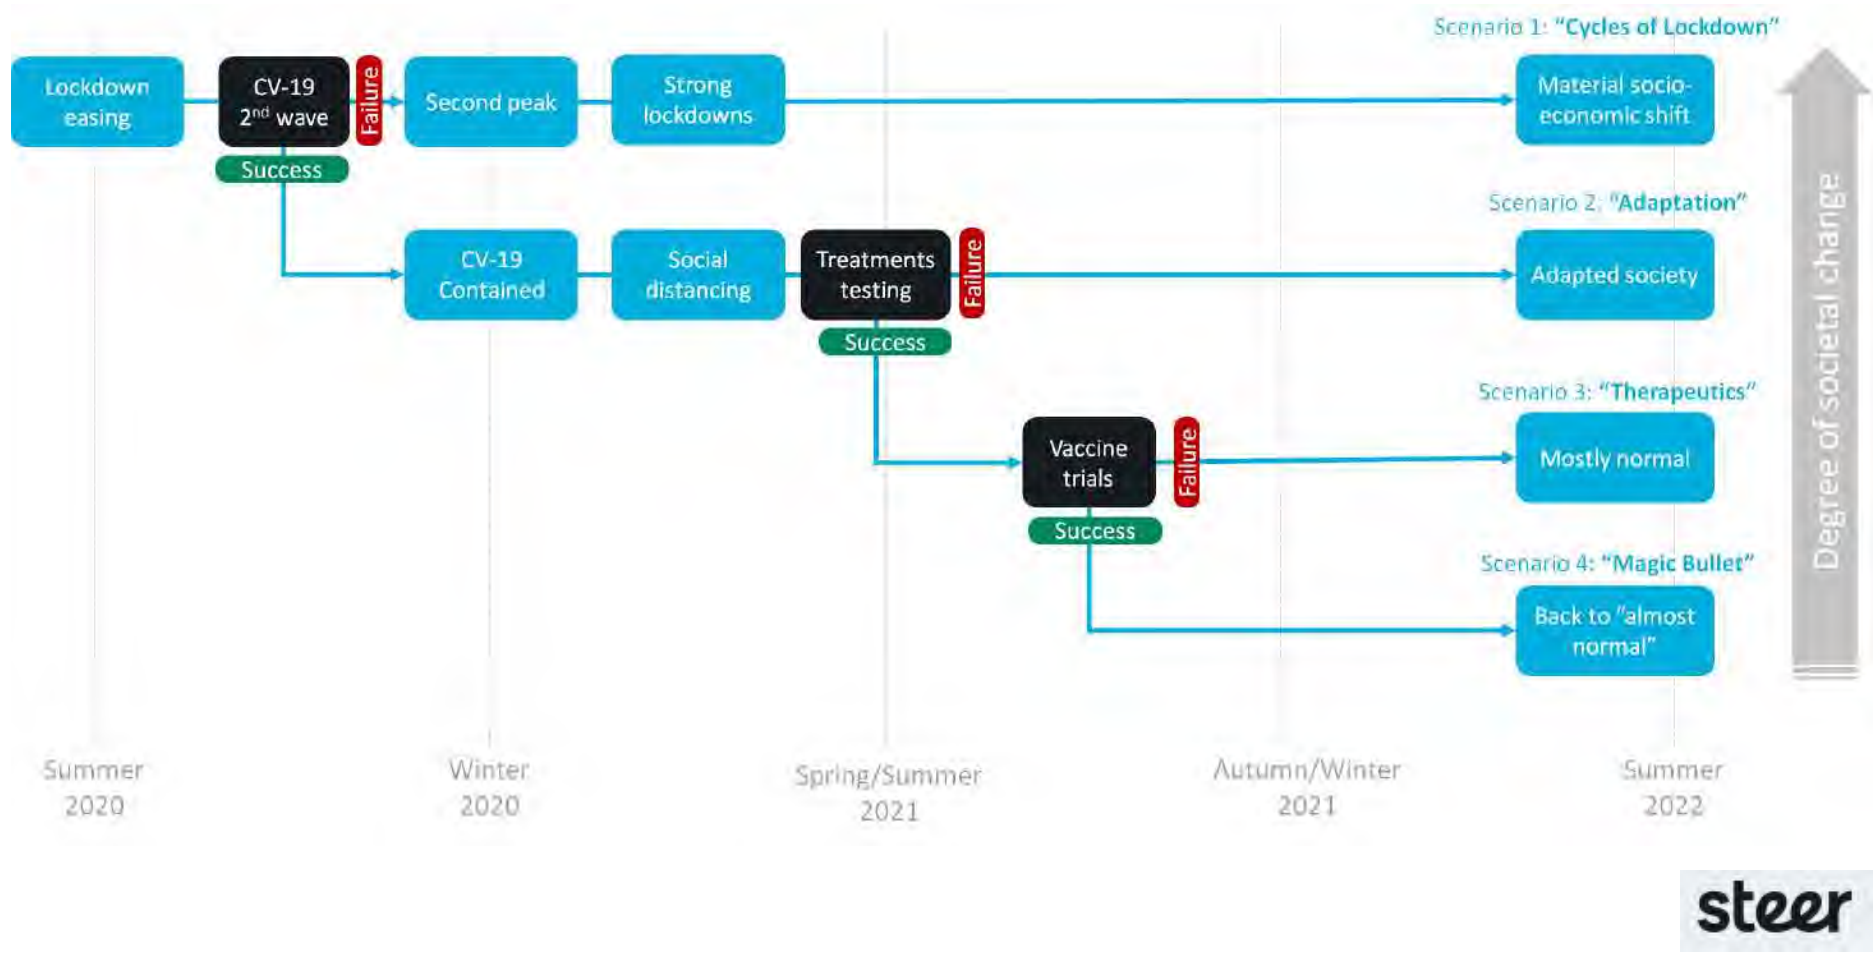 Scenario 1: “Cycles of Lockdown”
Lockdown
easing
CV-19
2nd wave
Failure
Second peak
Strong
lockdowns
Material socio-
economic shift
Success
Scenario 2: “Adaptation”
CV-19
Contained
Social
distancing
Treatments
testing
Failure
Adapted society
Success
Scenario 3: “Therapeutics”
Vaccine
trials
Failure
Mostly normal
Success
Scenario 4: “Magic Bullet”
Back to “almost
normal”
Degree of societal change
Summer
2020
Winter
2020
Spring/Summer
2021
Autumn/Winter
2021
Summer
2022
steer